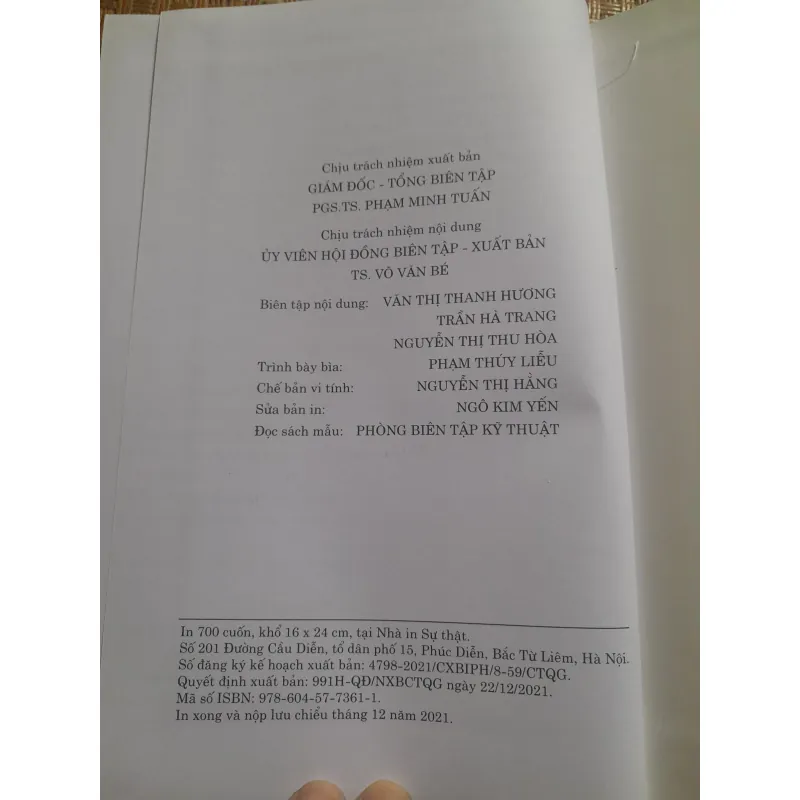 Chịu trách nhiệm xuất bản
GIÁM ĐỐC - TỔNG BIÊN TẬP
PGS.TS. PHẠM MINH TUẤN
Chịu trách nhiệm nội dung
ỦY VIÊN HỘI ĐỒNG BIÊN TẬP - XUẤT BẢN
TS. VÕ VĂN BÉ
Biên tập nội dung: VĂN THỊ THANH HƯƠNG
TRẦN HÀ TRANG
NGUYỄN THỊ THU HÒA
Trình bày bìa: PHẠM THÚY LIỄU
Chế bản vi tính: NGUYỄN THỊ HẰNG
Sửa bản in: NGÔ KIM YẾN
Đọc sách mẫu: PHÒNG BIÊN TẬP KỸ THUẬT
In 700 cuốn, khổ 16 x 24 cm, tại Nhà in Sự thật.
Số 201 Đường Cầu Diễn, tổ dân phố 15, Phúc Diễn, Bắc Từ Liêm, Hà Nội.
Số đăng ký kế hoạch xuất bản: 4798-2021/CXBIPH/8-59/CTQG.
Quyết định xuất bản: 991H-QĐ/NXBCTQG ngày 22/12/2021.
Mã số ISBN: 978-604-57-7361-1.
In xong và nộp lưu chiểu tháng 12 năm 2021.